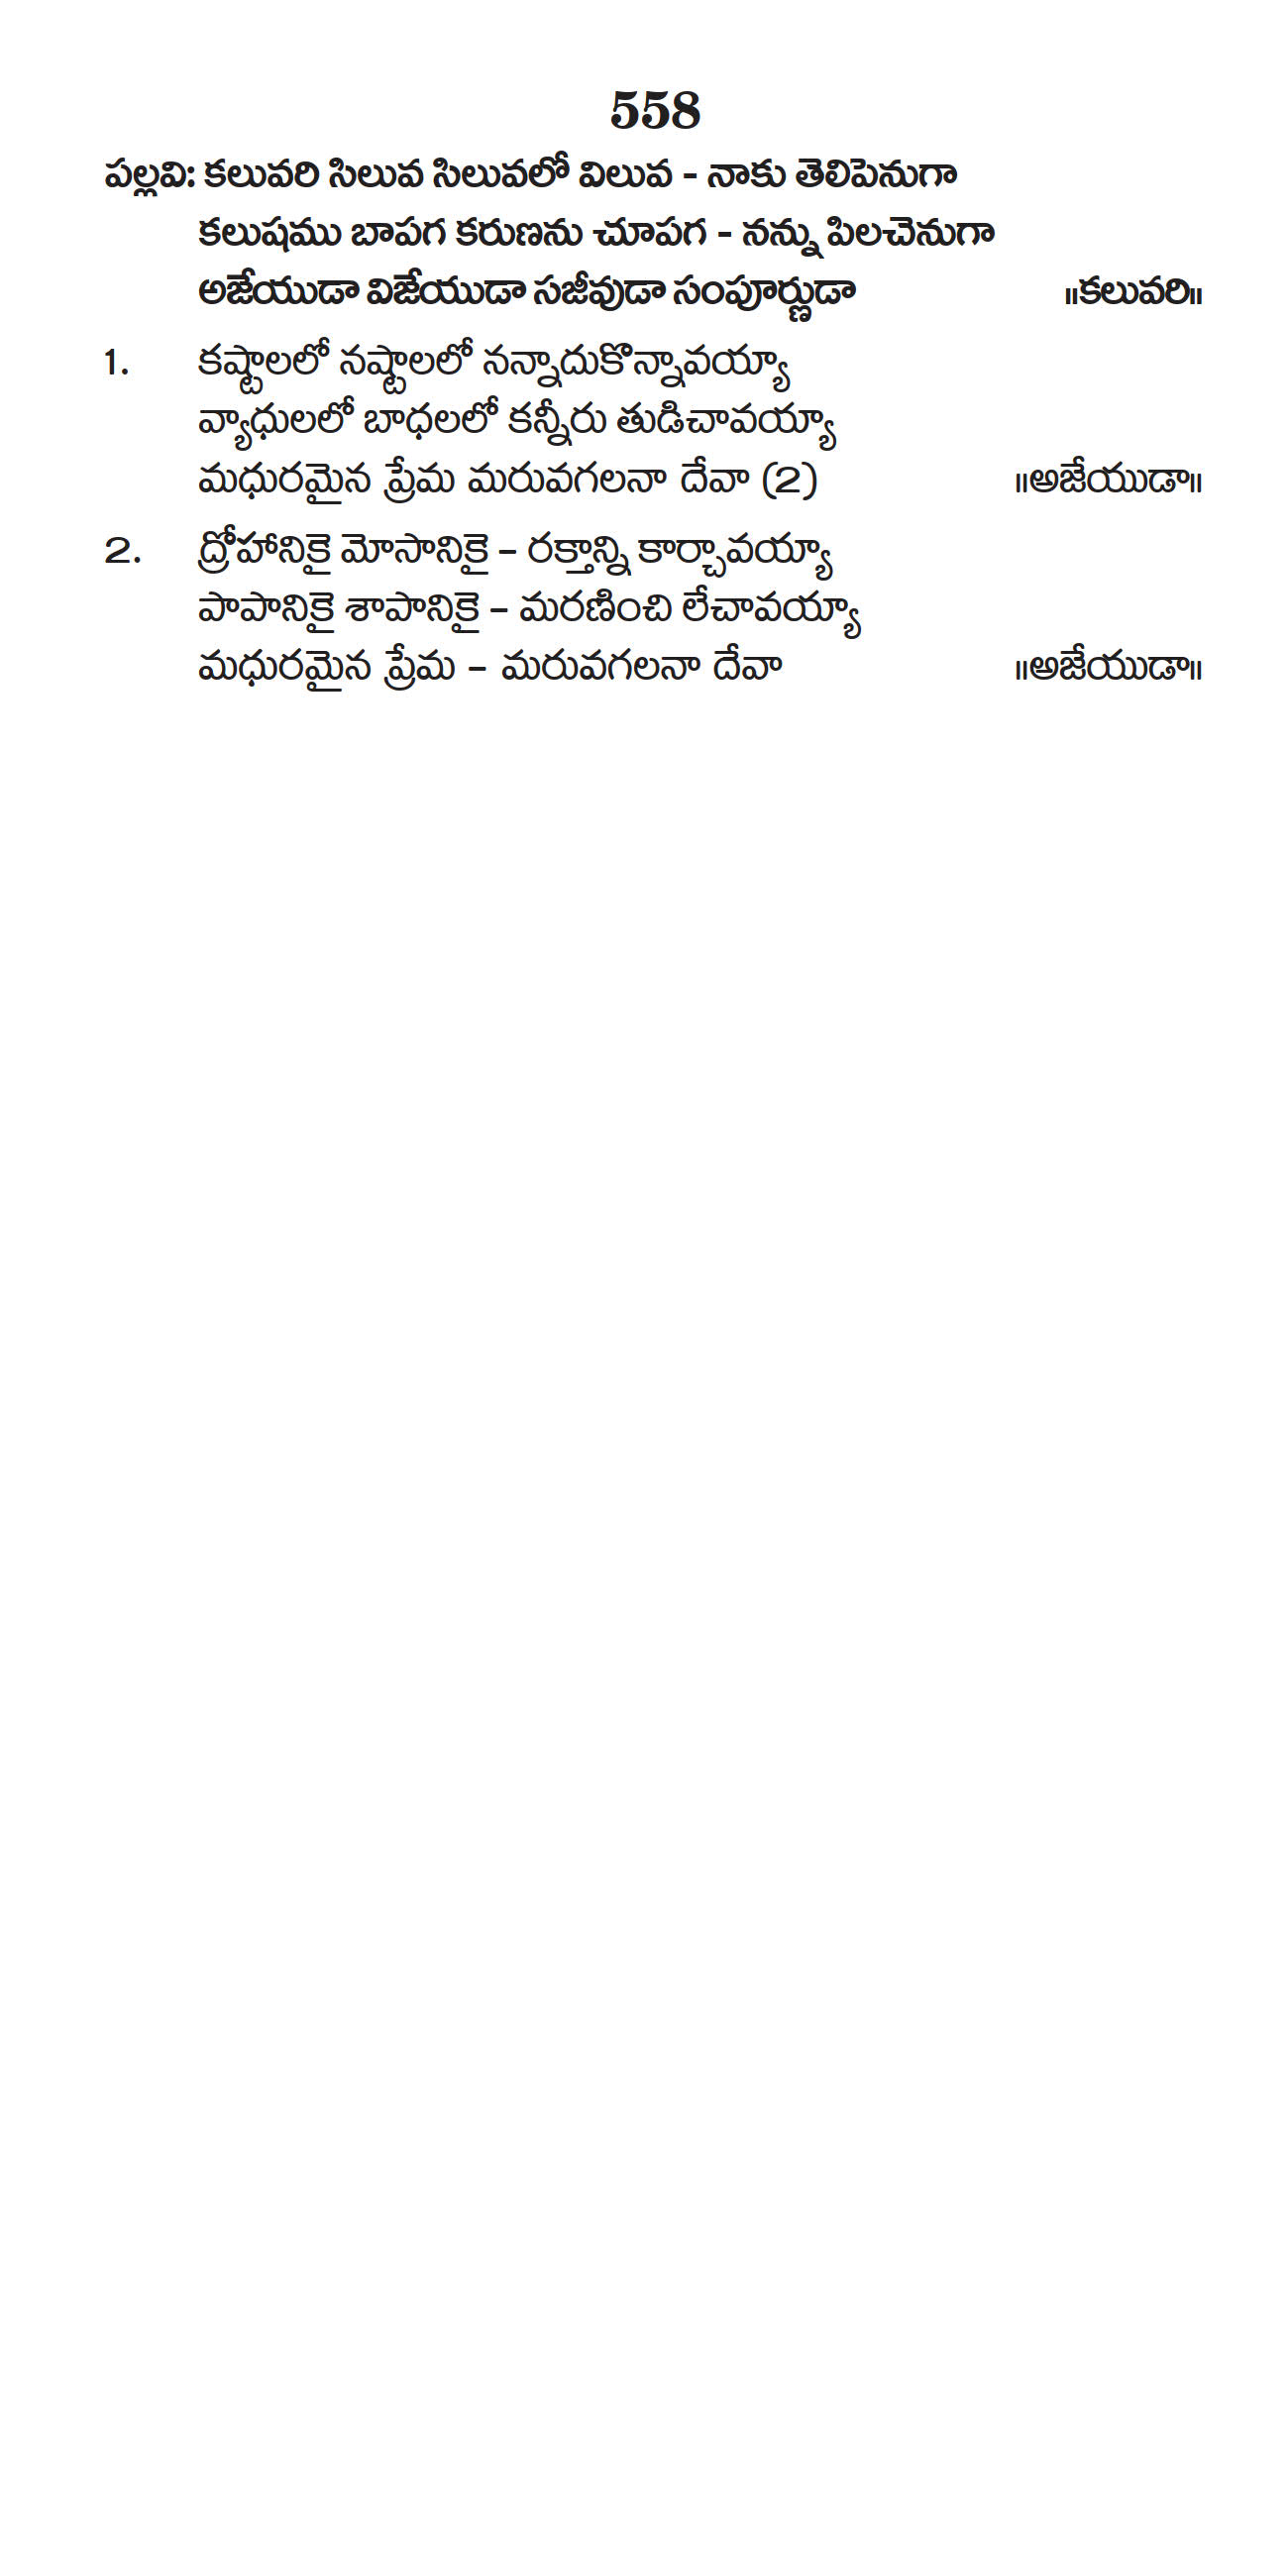 558
పల్లవి: కలువరి సిలువ సిలువలో విలువ - నాకు తెలిపెనుగా
కలుషము బాపగ కరుణను చూపగ - నన్ను పిలచెనుగా
అజేయుడా విజేయుడా సజీవుడా సంపూర్ణుడా ॥కలువరి॥
1. కష్టాలలో నష్టాలలో నన్నాదుకొన్నావయ్యా
వ్యాధులలో బాధలలో కన్నీరు తుడిచావయ్యా
మధురమైన ప్రేమ మరువగలనా దేవా (2) ॥అజేయుడా॥
2. ద్రోహానికై మోసానికై – రక్తాన్ని కార్చావయ్యా
పాపానికై శాపానికై – మరణించి లేచావయ్యా
మధురమైన ప్రేమ – మరువగలనా దేవా ॥అజేయుడా॥